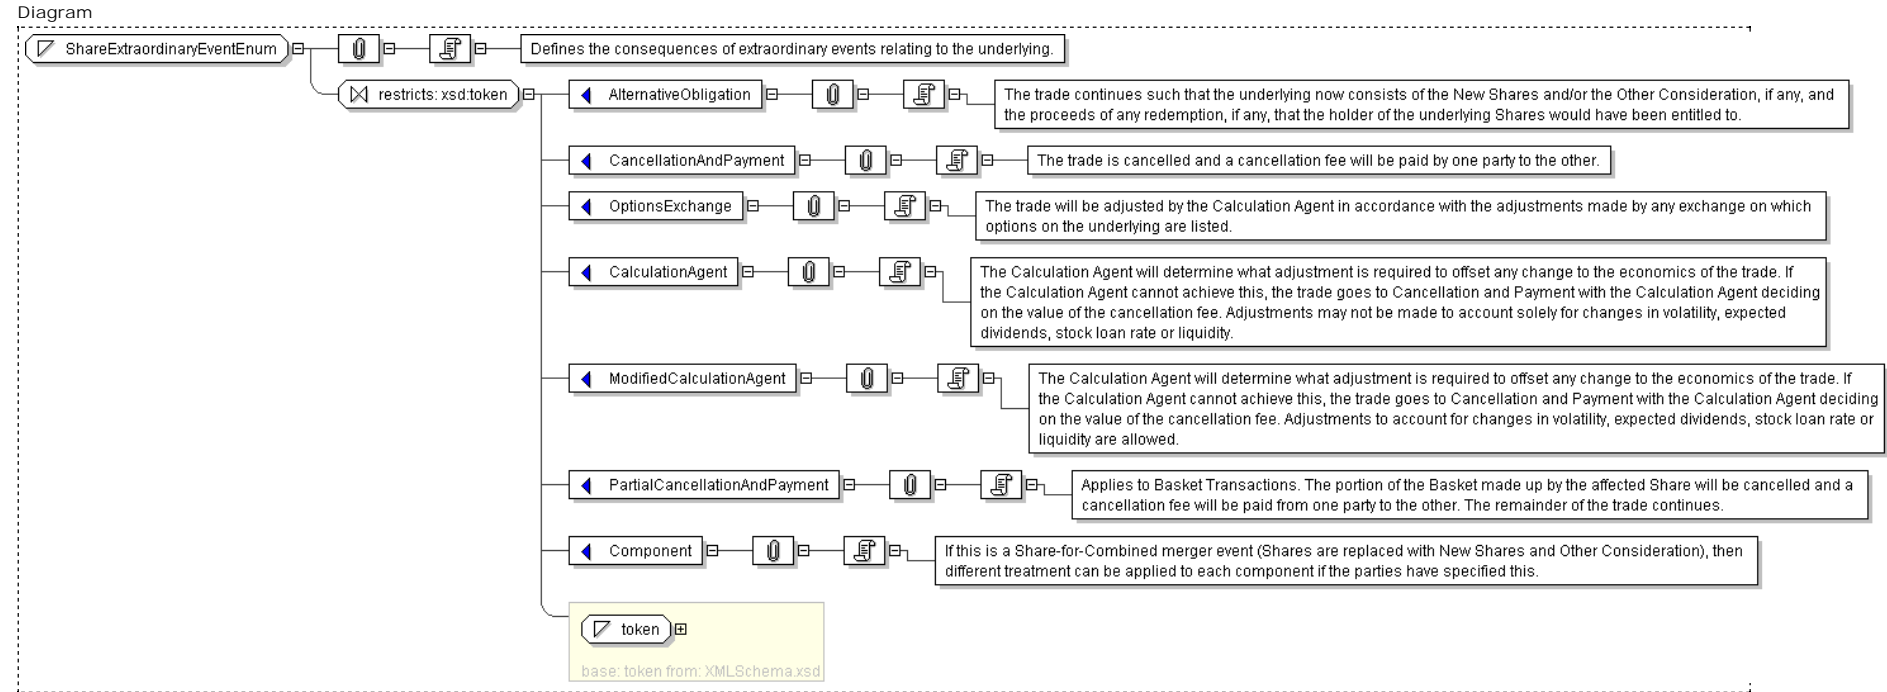 Diagram
ShareExtraordinaryEventEnum
Defines the consequences of extraordinary events relating to the underlying.
restricts: xsd:token
AlternativeObligation
The trade continues such that the underlying now consists of the New Shares and/or the Other Consideration, if any, and
the proceeds of any redemption, if any, that the holder of the underlying Shares would have been entitled to.
CancellationAndPayment
The trade is cancelled and a cancellation fee will be paid by one party to the other.
OptionsExchange
The trade will be adjusted by the Calculation Agent in accordance with the adjustments made by any exchange on which
options on the underlying are listed.
CalculationAgent
The Calculation Agent will determine what adjustment is required to offset any change to the economics of the trade. If
the Calculation Agent cannot achieve this, the trade goes to Cancellation and Payment with the Calculation Agent deciding
on the value of the cancellation fee. Adjustments may not be made to account solely for changes in volatility, expected
dividends, stock loan rate or liquidity.
ModifiedCalculationAgent
The Calculation Agent will determine what adjustment is required to offset any change to the economics of the trade. If
the Calculation Agent cannot achieve this, the trade goes to Cancellation and Payment with the Calculation Agent deciding
on the value of the cancellation fee. Adjustments to account for changes in volatility, expected dividends, stock loan rate or
liquidity are allowed.
PartialCancellationAndPayment
Applies to Basket Transactions. The portion of the Basket made up by the affected Share will be cancelled and a
cancellation fee will be paid from one party to the other. The remainder of the trade continues.
Component
If this is a Share-for-Combined merger event (Shares are replaced with New Shares and Other Consideration), then
different treatment can be applied to each component if the parties have specified this.
token
base: token from: XMLSchema.xsd